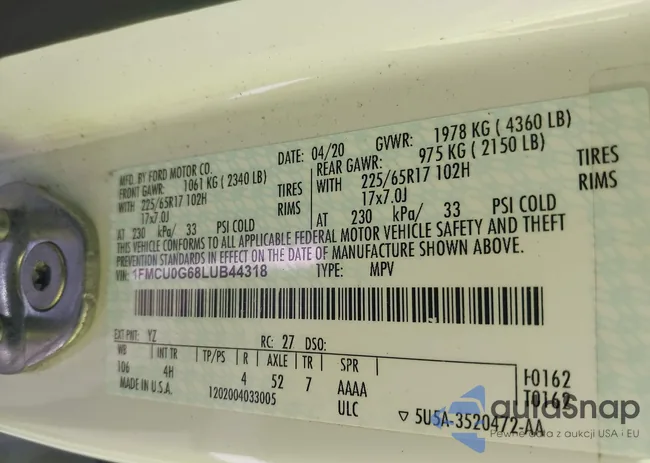 MFD. BY FORD MOTOR CO.
DATE: 04/20 GVWR: 1978 KG ( 4360 LB)
FRONT GAWR: 1061 KG ( 2340 LB)
REAR GAWR: 975 KG ( 2150 LB)
WITH 225/65R17 102H TIRES
17x7.0J RIMS
WITH 225/65R17 102H TIRES
17x7.0J RIMS
AT 230 kPa/ 33 PSI COLD
AT 230 kPa/ 33 PSI COLD
THIS VEHICLE CONFORMS TO ALL APPLICABLE FEDERAL MOTOR VEHICLE SAFETY AND THEFT
PREVENTION STANDARDS IN EFFECT ON THE DATE OF MANUFACTURE SHOWN ABOVE.
VIN: 1FMCU0G68LUB44318 TYPE: MPV
EXT PNT: YZ RC: 27 DSO:
WB INT TR TP/PS R AXLE TR SPR
106 4H 4 52 7 AAAA
MADE IN U.S.A. 1202004033005 ULC
F0162
T0162
▽ 5U5A-3520472-AA
autosnap
Pewne auta z aukcji USA i EU